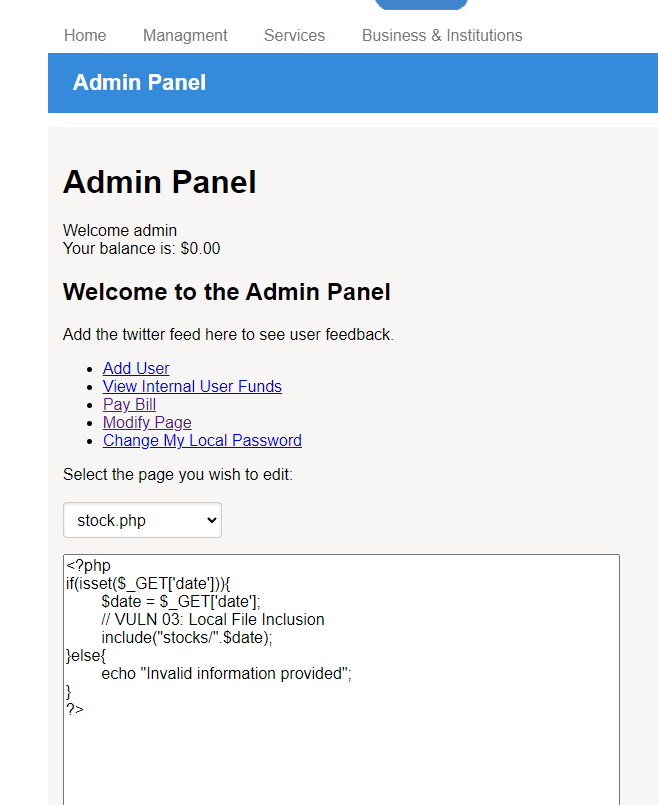 Home Managment Services Business & Institutions
Admin Panel
Admin Panel
Welcome admin
Your balance is: $0.00
Welcome to the Admin Panel
Add the twitter feed here to see user feedback.
Add User
View Internal User Funds
Pay Bill
Modify Page
Change My Local Password
Select the page you wish to edit:
stock.php
<?php
if(isset($_GET['date'])){
$date = $_GET['date'];
// VULN 03: Local File Inclusion
include("stocks/".$date);
}else{
echo "Invalid information provided";
}
?>